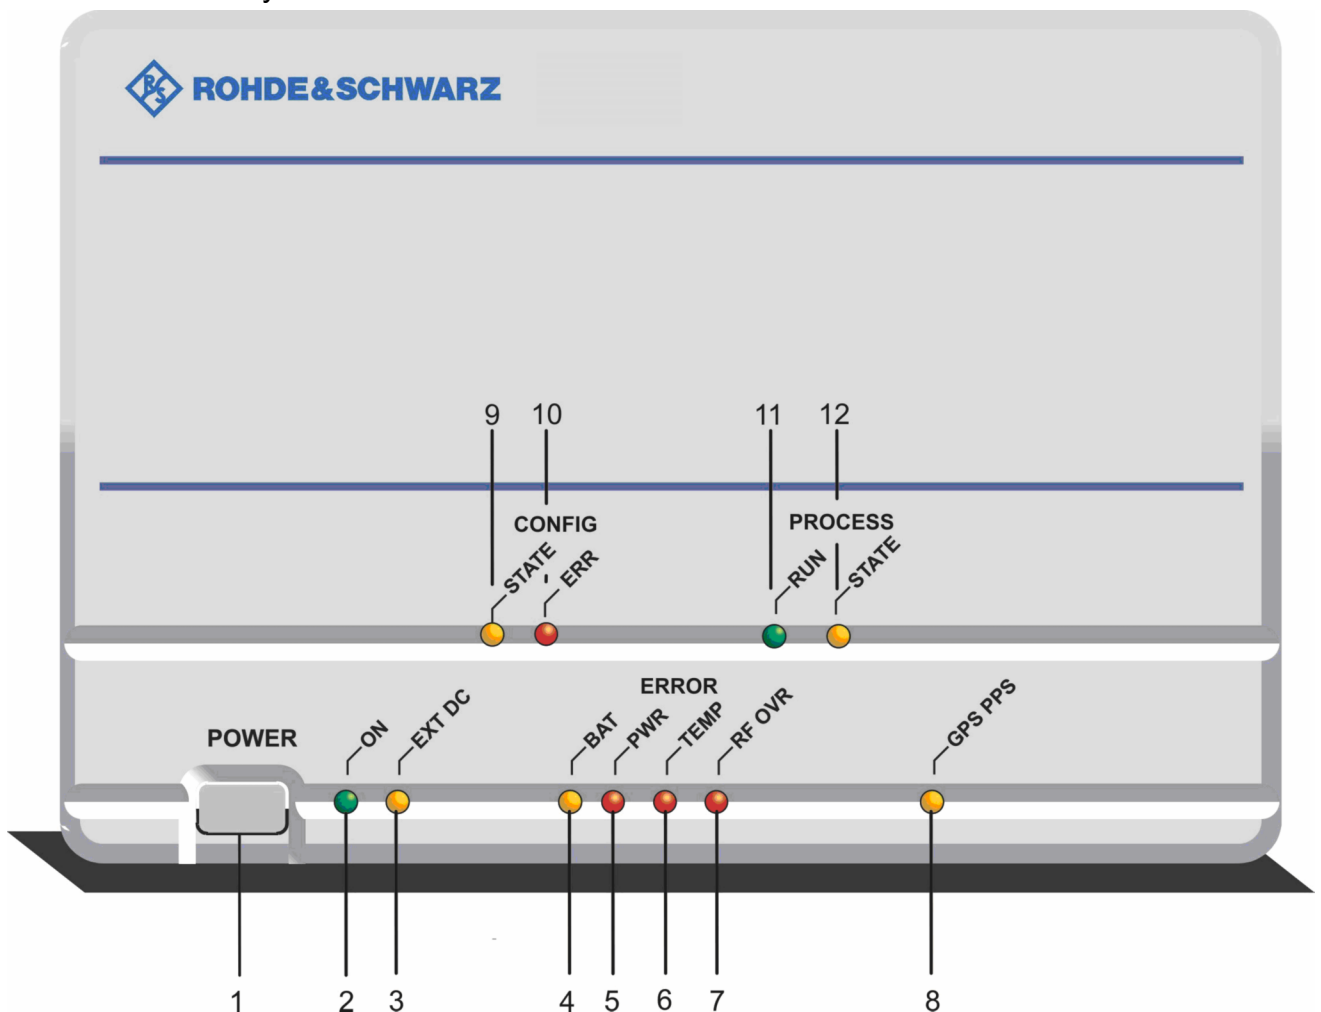 ROHDE&SCHWARZ
9 10 11 12
CONFIG PROCESS
STATE ERR RUN STATE
ERROR
POWER ON EXT DC BAT PWR TEMP RF OVR GPS PPS
1 2 3 4 5 6 7 8